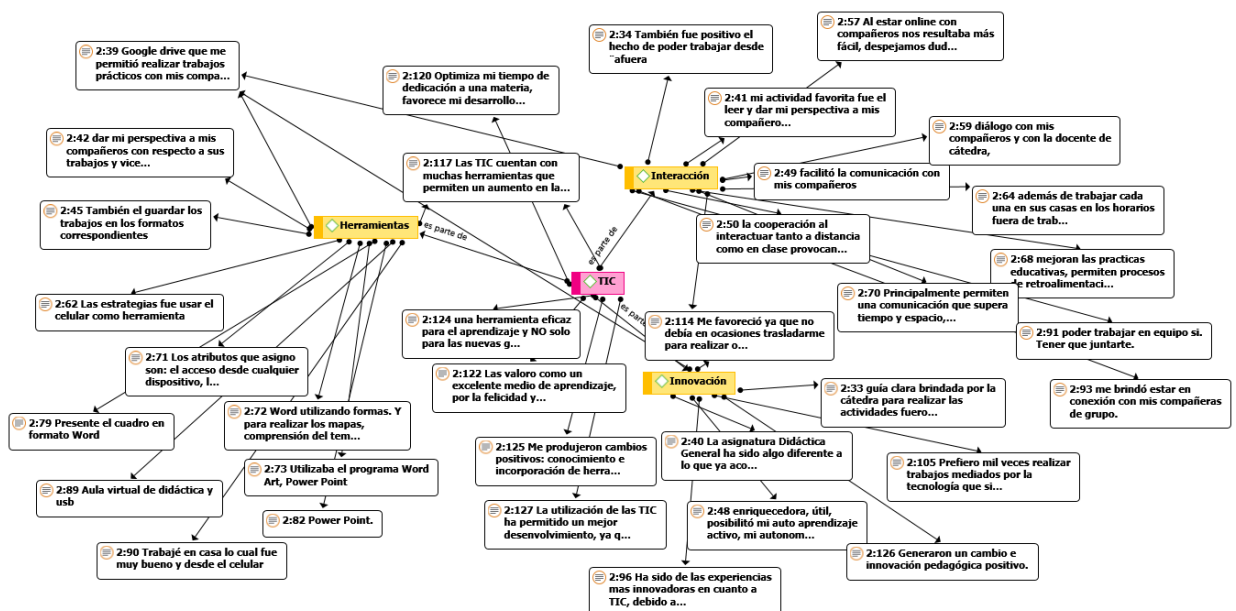 2:57 Al estar online con
compañeros nos resultaba más
fácil, despejamos dud...
2:34 También fue positivo el
hecho de poder trabajar desde
¨afuera
2:39 Google drive que me
permitió realizar trabajos
prácticos con mis compa...
2:120 Optimiza mi tiempo de
dedicación a una materia,
favorece mi desarrollo...
2:41 mi actividad favorita fue el
leer y dar mi perspectiva a mis
compañero...
2:59 diálogo con mis
compañeros y con la docente de
cátedra,
2:42 dar mi perspectiva a mis
compañeros con respecto a sus
trabajos y vice...
2:117 Las TIC cuentan con
muchas herramientas que
permiten un aumento en la...
Interacción
2:49 facilitó la comunicación con
mis compañeros
2:64 además de trabajar cada
una en sus casas en los horarios
fuera de trab...
2:45 También el guardar los
trabajos en los formatos
correspondientes
Herramientas
es parte de
es parte de
2:50 la cooperación al
interactuar tanto a distancia
como en clase provocan...
2:68 mejoran las practicas
educativas, permiten procesos
de retroalimentaci...
TIC
es parte
2:62 Las estrategias fue usar el
celular como herramienta
2:70 Principalmente permiten
una comunicación que supera
tiempo y espacio,...
2:124 una herramienta eficaz
para el aprendizaje y NO solo
para las nuevas g...
2:114 Me favoreció ya que no
debía en ocasiones trasladarme
para realizar o...
2:91 poder trabajar en equipo si.
Tener que juntarte.
2:71 Los atributos que asigno
son: el acceso desde cualquier
dispositivo, l...
2:122 Las valoro como un
excelente medio de aprendizaje,
por la felicidad y...
Innovación
2:33 guía clara brindada por la
cátedra para realizar las
actividades fuero...
2:93 me brindó estar en
conexión con mis compañeras
de grupo.
2:79 Presente el cuadro en
formato Word
2:72 Word utilizando formas. Y
para realizar los mapas,
comprensión del tem...
2:125 Me produjeron cambios
positivos: conocimiento e
incorporación de herra...
2:40 La asignatura Didáctica
General ha sido algo diferente a
lo que ya aco...
2:105 Prefiero mil veces realizar
trabajos mediados por la
tecnología que si...
2:73 Utilizaba el programa Word
Art, Power Point
2:89 Aula virtual de didáctica y
usb
2:82 Power Point.
2:127 La utilización de las TIC
ha permitido un mejor
desenvolvimiento, ya q...
2:48 enriquecedora, útil,
posibilitó mi auto aprendizaje
activo, mi autonom...
2:90 Trabajé en casa lo cual fue
muy bueno y desde el celular
2:126 Generaron un cambio e
innovación pedagógica positivo.
2:96 Ha sido de las experiencias
mas innovadoras en cuanto a
TIC, debido a...